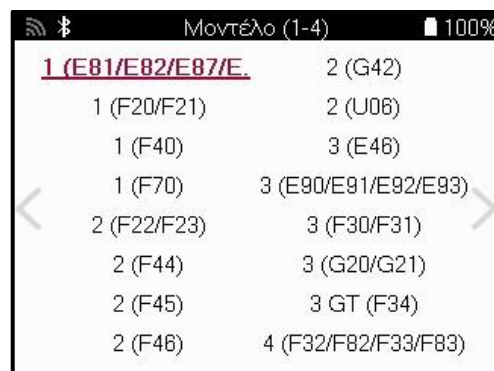 Μοντέλο (1-4) 100%
1 (E81/E82/E87/E.
1 (F20/F21)
1 (F40)
1 (F70)
2 (F22/F23)
2 (F44)
2 (F45)
2 (F46)
2 (G42)
2 (U06)
3 (E46)
3 (E90/E91/E92/E93)
3 (F30/F31)
3 (G20/G21)
3 GT (F34)
4 (F32/F82/F33/F83)